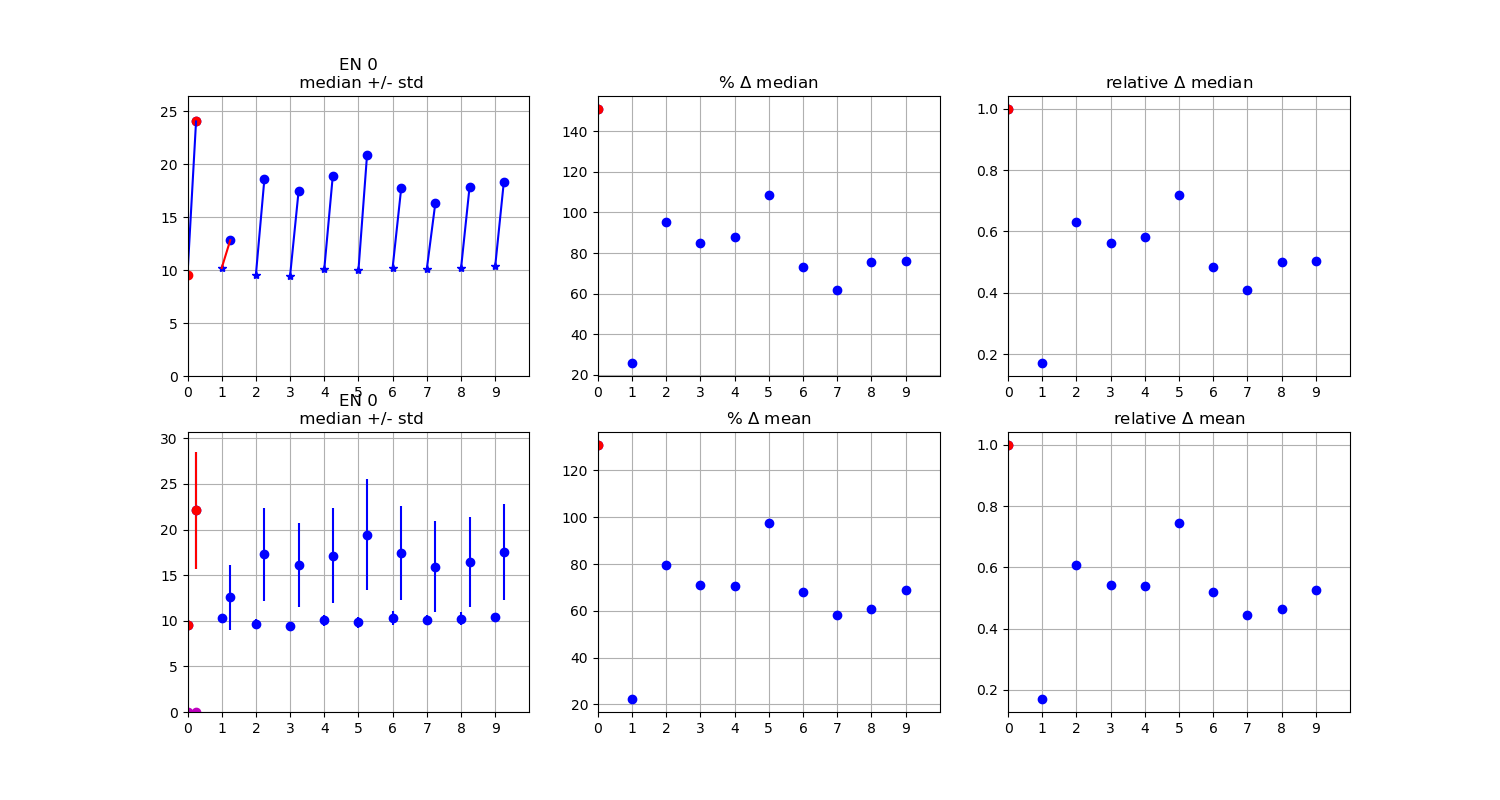 EN 0
median +/- std
% Δ median
relative Δ median
25
20
15
10
5
0
0 1 2 3 4 5 6 7 8 9
140
120
100
80
60
40
20
0 1 2 3 4 5 6 7 8 9
1.0
0.8
0.6
0.4
0.2
0 1 2 3 4 5 6 7 8 9
EN 0
median +/- std
% Δ mean
relative Δ mean
30
25
20
15
10
5
0
0 1 2 3 4 5 6 7 8 9
120
100
80
60
40
20
0 1 2 3 4 5 6 7 8 9
1.0
0.8
0.6
0.4
0.2
0 1 2 3 4 5 6 7 8 9